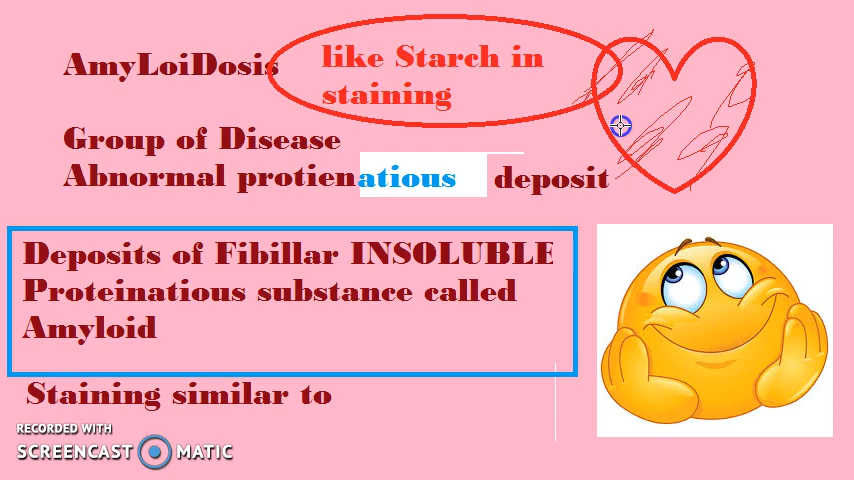 AmyLoiDosis
like Starch in
staining
Group of Disease
Abnormal protienatious deposit
Deposits of Fibillar INSOLUBLE
Proteinatious substance called
Amyloid
Staining similar to
RECORDED WITH
SCREENCAST MATIC